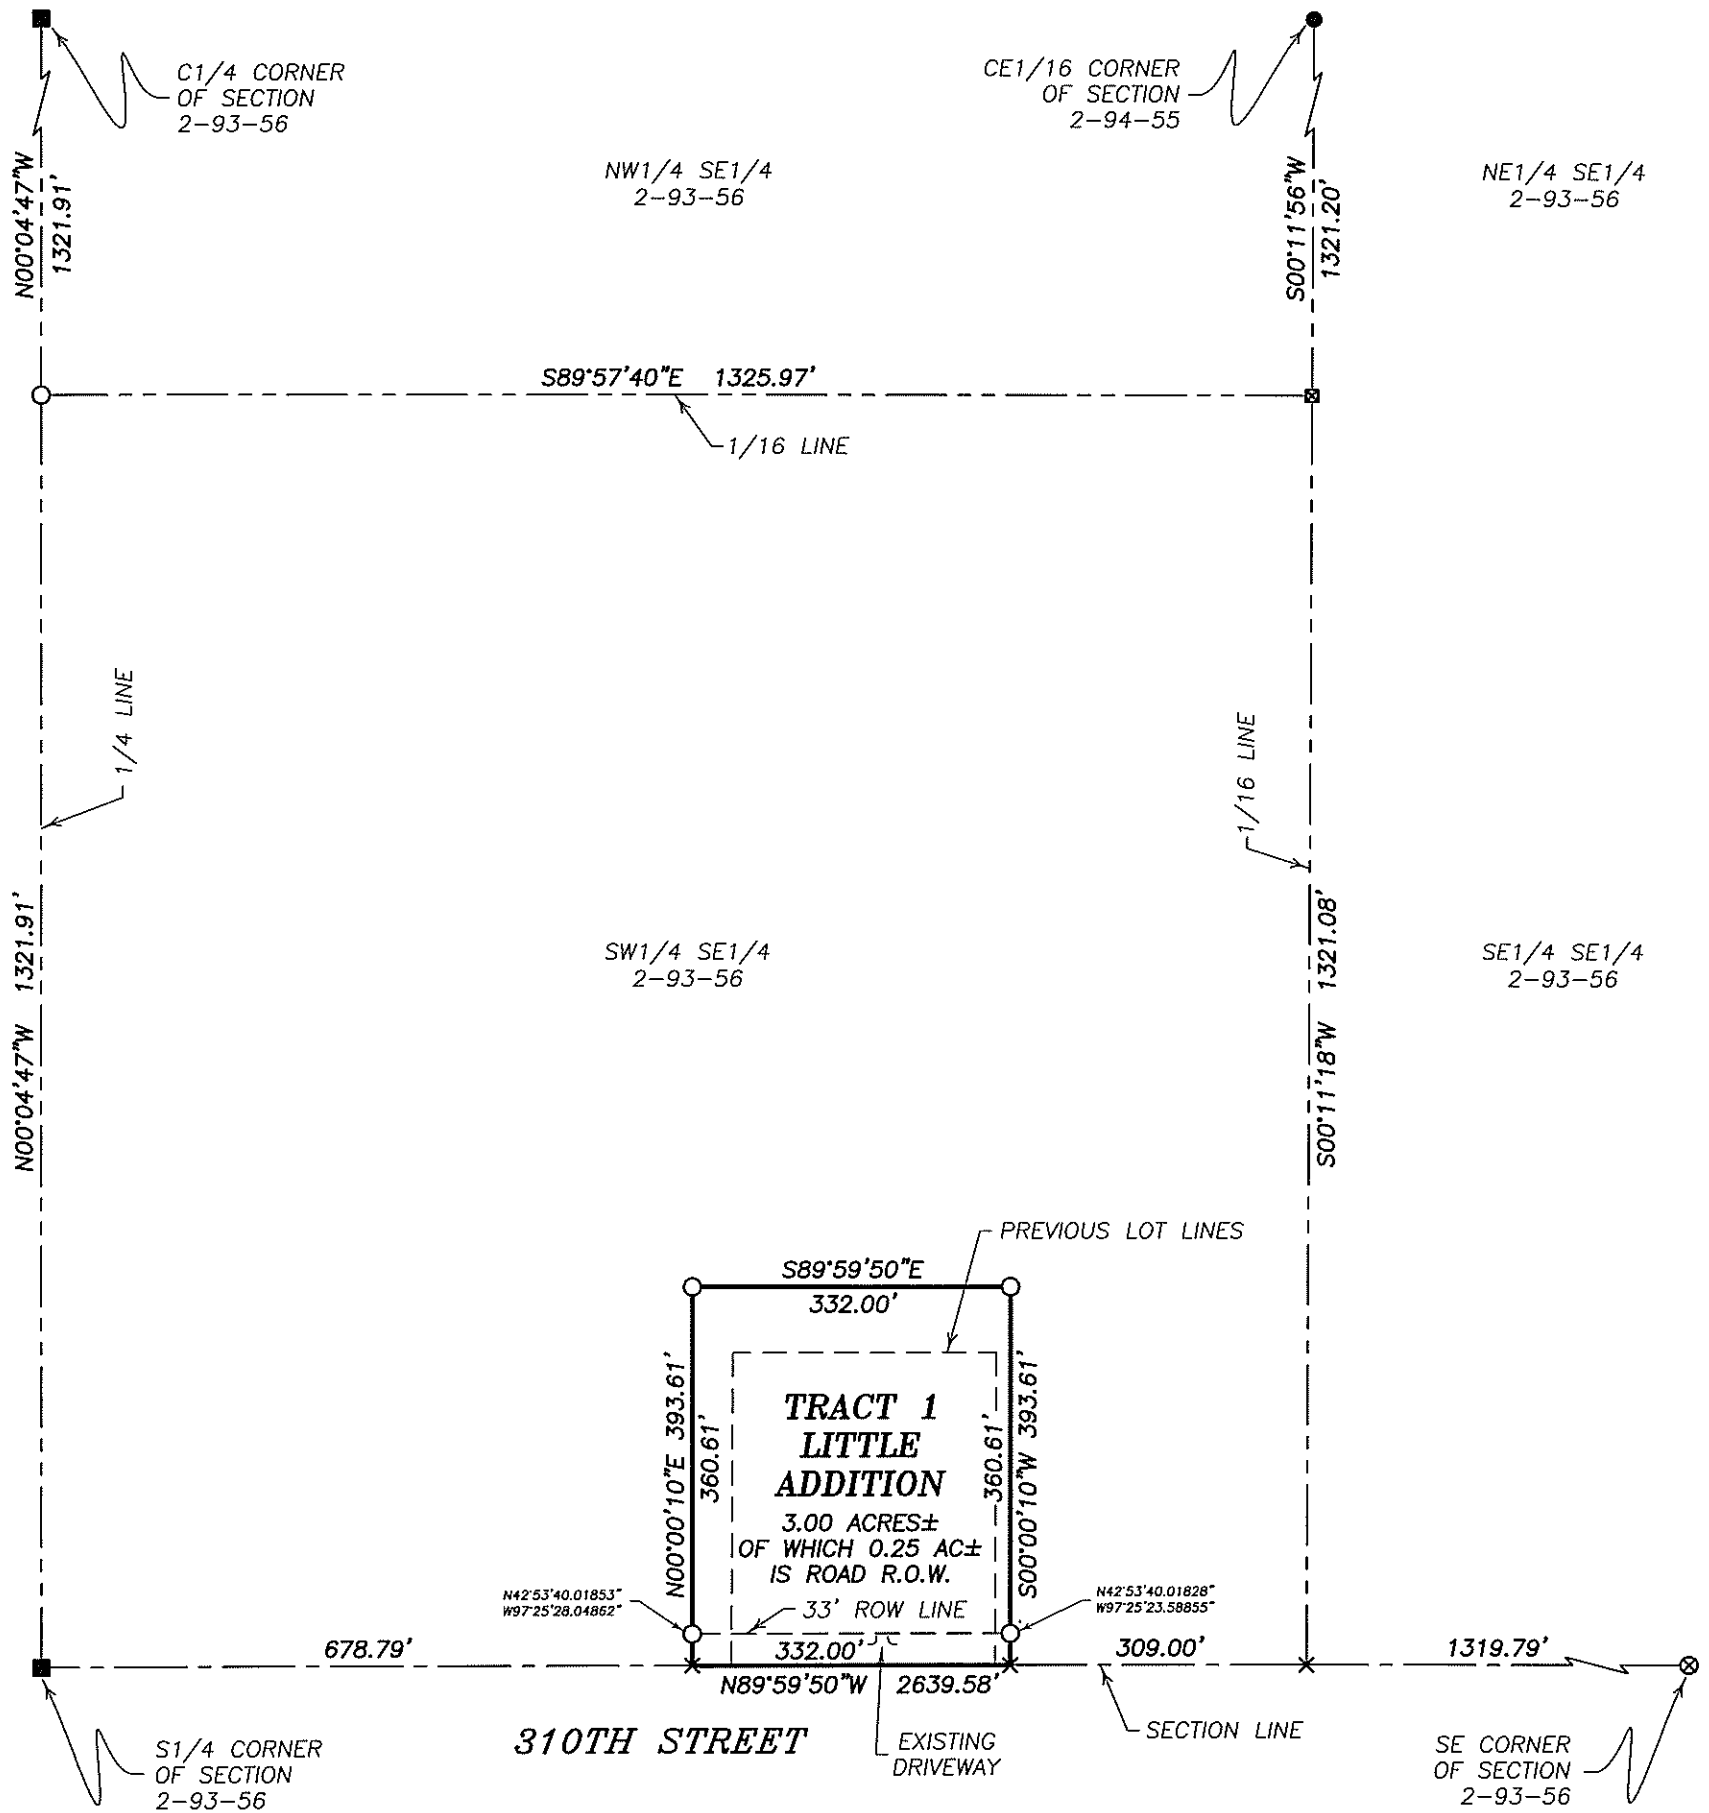 C1/4 CORNER
OF SECTION
2-93-56
CE1/16 CORNER
OF SECTION
2-94-55
N00°04'47"W
1321.91'
NW1/4 SE1/4
2-93-56
S00°11'56"W
1321.20'
NE1/4 SE1/4
2-93-56
S89°57'40"E 1325.97'
1/16 LINE
1/4 LINE
1/16 LINE
N00°04'47"W 1321.91'
SW1/4 SE1/4
2-93-56
S00°11'18"W 1321.08'
SE1/4 SE1/4
2-93-56
PREVIOUS LOT LINES
S89°59'50"E
332.00'
N00°00'10"E 393.61'
360.61'
TRACT 1
LITTLE
ADDITION
3.00 ACRES±
OF WHICH 0.25 AC±
IS ROAD R.O.W.
360.61'
S00°00'10"W 393.61'
N42°53'40.01853"
W97°25'28.04862"
33' ROW LINE
N42°53'40.01828"
W97°25'23.58855"
678.79'
332.00'
309.00'
1319.79'
N89°59'50"W 2639.58'
310TH STREET
EXISTING
DRIVEWAY
SECTION LINE
S1/4 CORNER
OF SECTION
2-93-56
SE CORNER
OF SECTION
2-93-56